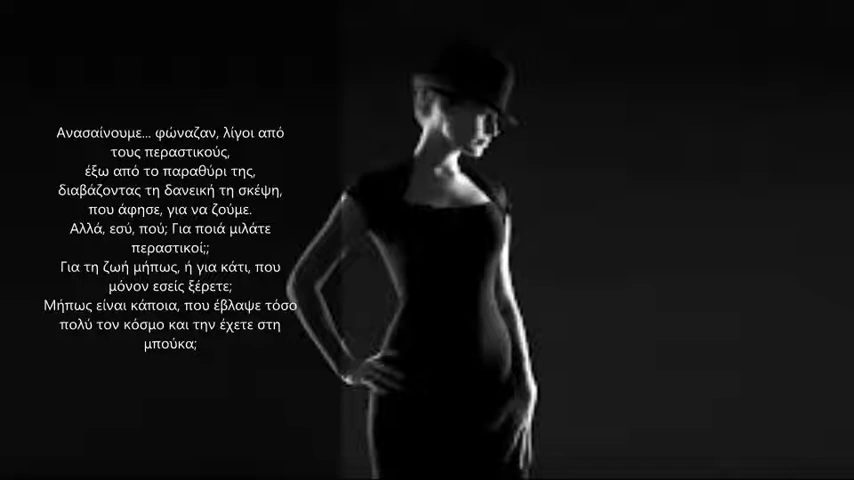 Ανασαίνουμε... φώναζαν, λίγοι από
τους περαστικούς,
έξω από το παραθύρι της,
διαβάζοντας τη δανεική τη σκέψη,
που άφησε, για να ζούμε.
Αλλά, εσύ, πού; Για ποιά μιλάτε
περαστικοί;;
Για τη ζωή μήπως, ή για κάτι, που
μόνον εσείς ξέρετε;
Μήπως είναι κάποια, που έβλαψε τόσο
πολύ τον κόσμο και την έχετε στη
μπούκα;